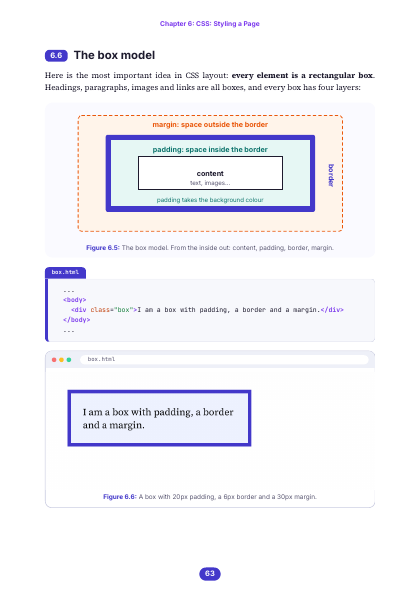 Chapter 6: CSS: Styling a Page
6.6 The box model
Here is the most important idea in CSS layout: every element is a rectangular box.
Headings, paragraphs, images and links are all boxes, and every box has four layers:
margin: space outside the border
padding: space inside the border
content
text, images...
padding takes the background colour
border
Figure 6.5: The box model. From the inside out: content, padding, border, margin.
box.html
...
<body>
<div class="box">I am a box with padding, a border and a margin.</div>
</body>
...
box.html
I am a box with padding, a border
and a margin.
Figure 6.6: A box with 20px padding, a 6px border and a 30px margin.
63